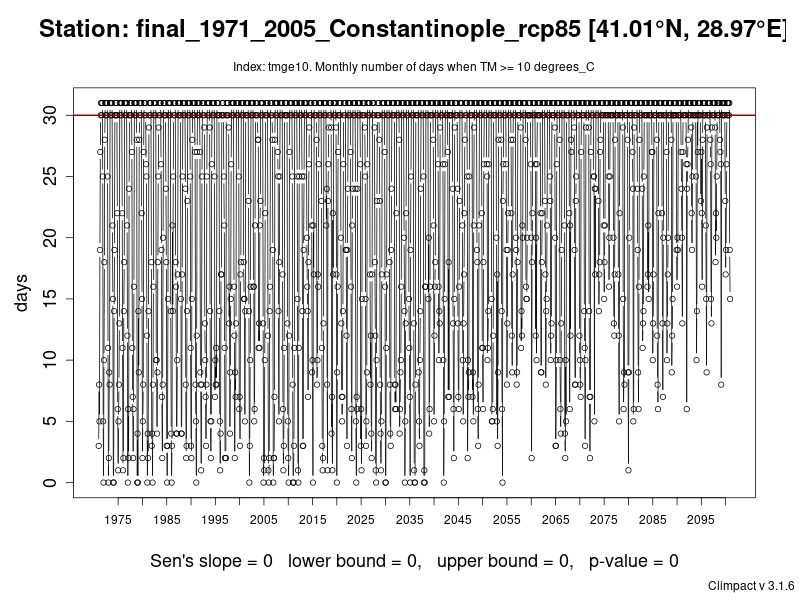 Station: final_1971_2005_Constantinople_rcp85 [41.01°N, 28.97°E]
Index: tmge10. Monthly number of days when TM >= 10 degrees_C
days
30
25
20
15
10
5
0
1975 1985 1995 2005 2015 2025 2035 2045 2055 2065 2075 2085 2095
Sen's slope = 0 lower bound = 0, upper bound = 0, p-value = 0
Climpact v 3.1.6